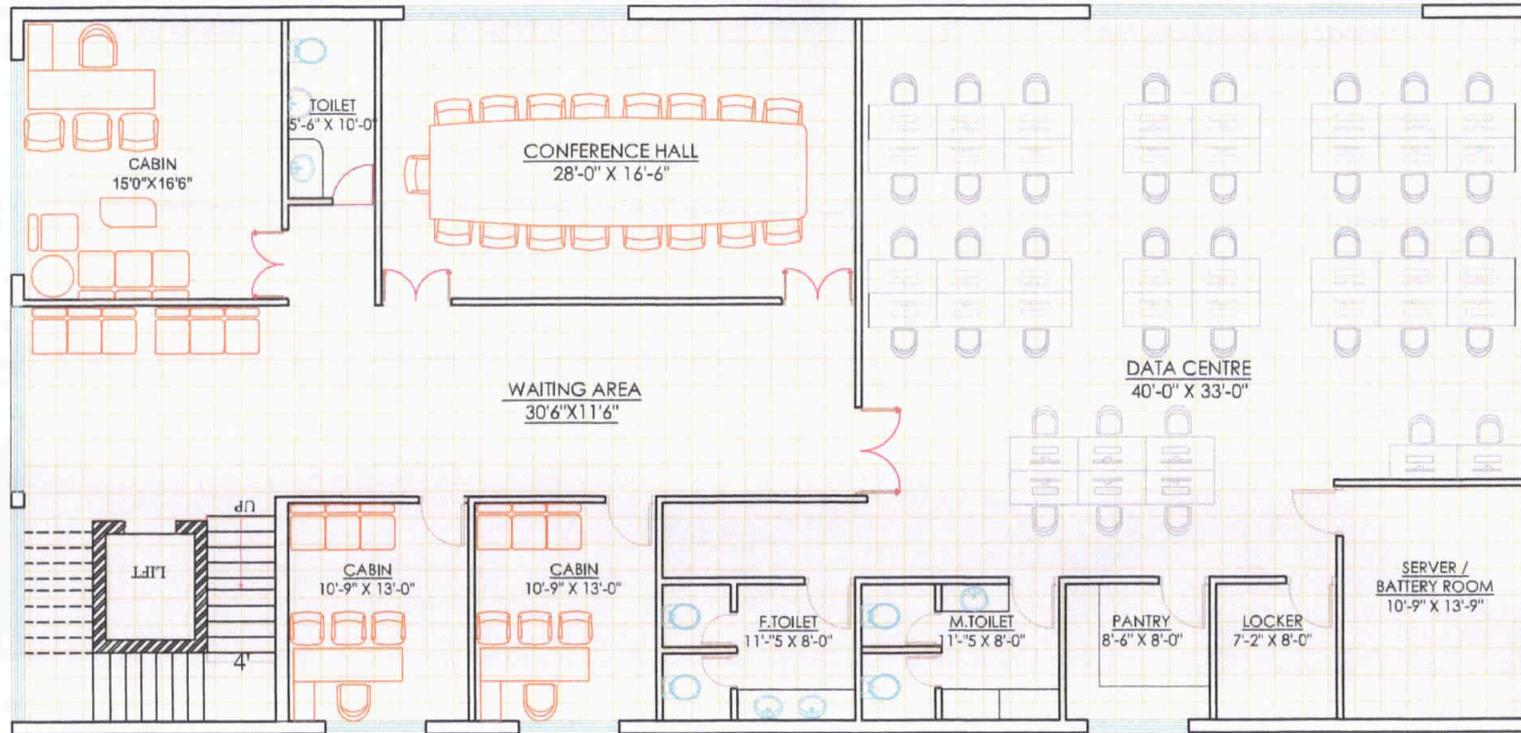 TOILET
5'-6" X 10'-0"
CABIN
15'0"X16'6"
CONFERENCE HALL
28'-0" X 16'-6"
DATA CENTRE
40'-0" X 33'-0"
WAITING AREA
30'6"X11'6"
UP
LIFT
4'
CABIN
10'-9" X 13'-0"
CABIN
10'-9" X 13'-0"
F.TOILET
11'-"5 X 8'-0"
M.TOILET
11'-"5 X 8'-0"
PANTRY
8'-6" X 8'-0"
LOCKER
7'-2" X 8'-0"
SERVER /
BATTERY ROOM
10'-9" X 13'-9"